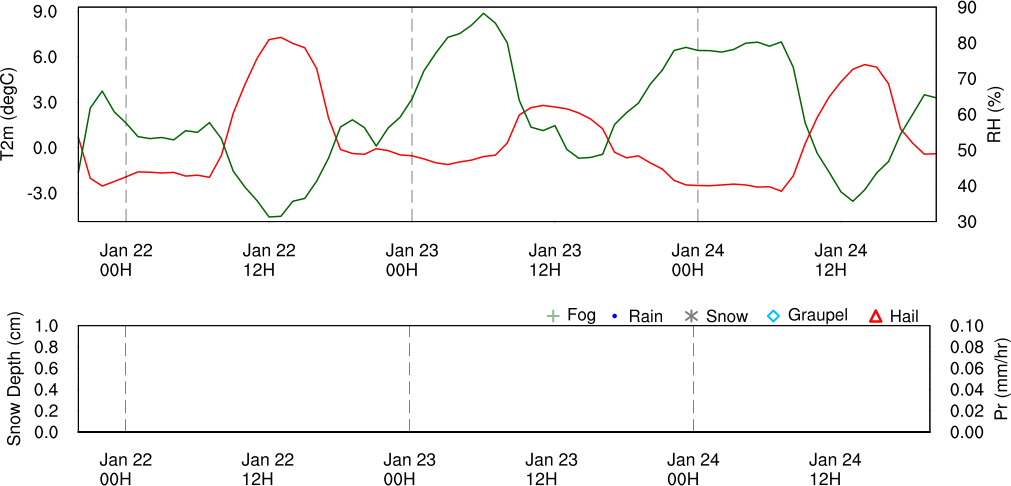 9.0
6.0
3.0
0.0
-3.0
T2m (degC)
90
80
70
60
50
40
30
RH (%)
Jan 22 Jan 22 Jan 23 Jan 23 Jan 24 Jan 24
00H 12H 00H 12H 00H 12H
Fog Rain Snow Graupel Hail
1.0
0.8
0.6
0.4
0.2
0.0
Snow Depth (cm)
0.10
0.08
0.06
0.04
0.02
0.00
Pr (mm/hr)
Jan 22 Jan 22 Jan 23 Jan 23 Jan 24 Jan 24
00H 12H 00H 12H 00H 12H